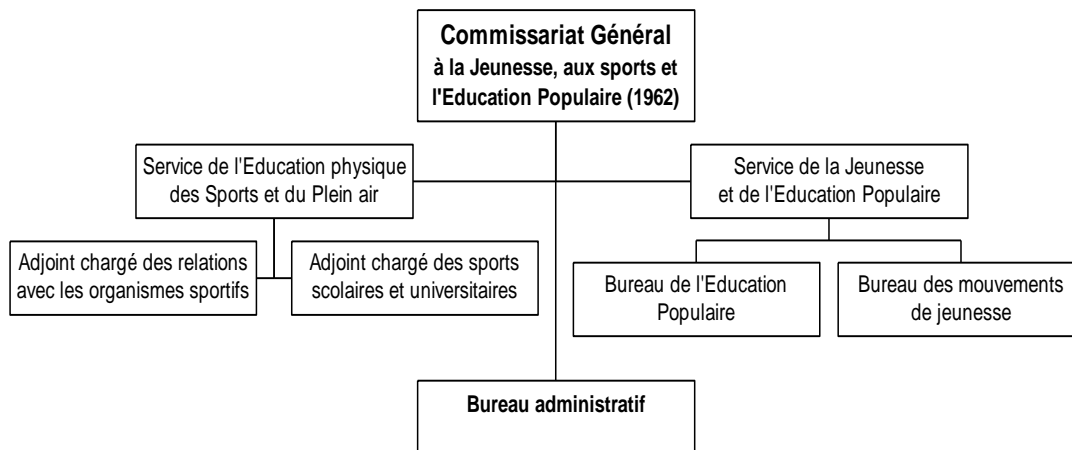 Commissariat Général
à la Jeunesse, aux sports et
l'Education Populaire (1962)
Service de l'Education physique
des Sports et du Plein air
Service de la Jeunesse
et de l'Education Populaire
Adjoint chargé des relations
avec les organismes sportifs
Adjoint chargé des sports
scolaires et universitaires
Bureau de l'Education
Populaire
Bureau des mouvements
de jeunesse
Bureau administratif